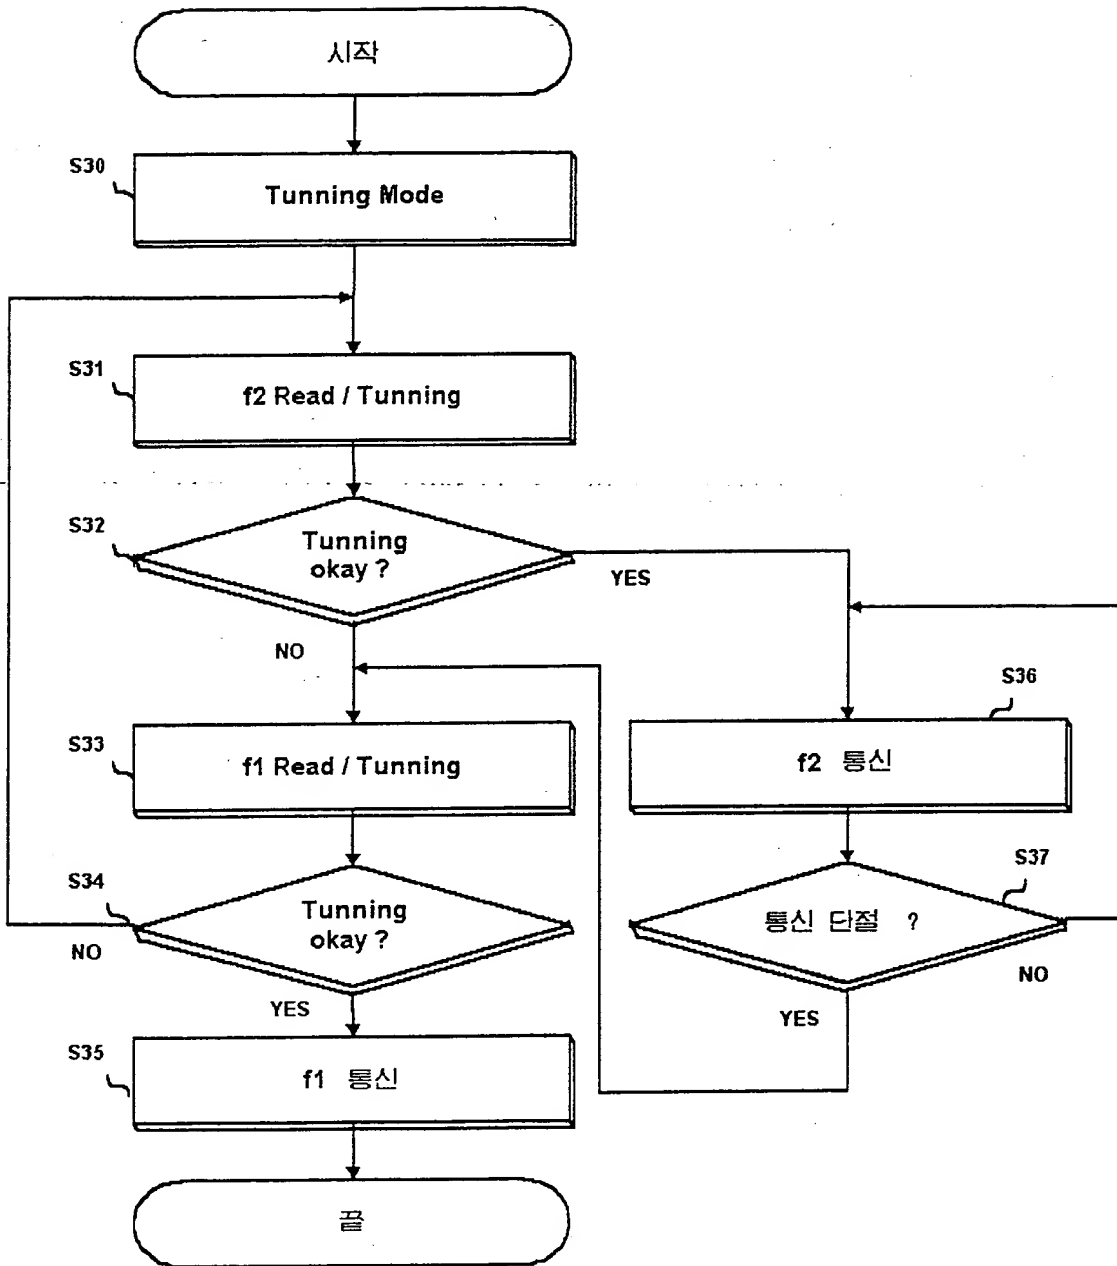 시작
S30
Tunning Mode
S31
f2 Read / Tunning
S32
Tunning
okay ?
YES
NO
S36
S33
f1 Read / Tunning
f2 통신
S37
S34
Tunning
okay ?
통신 단절 ?
NO
NO
YES
YES
S35
f1 통신
끝